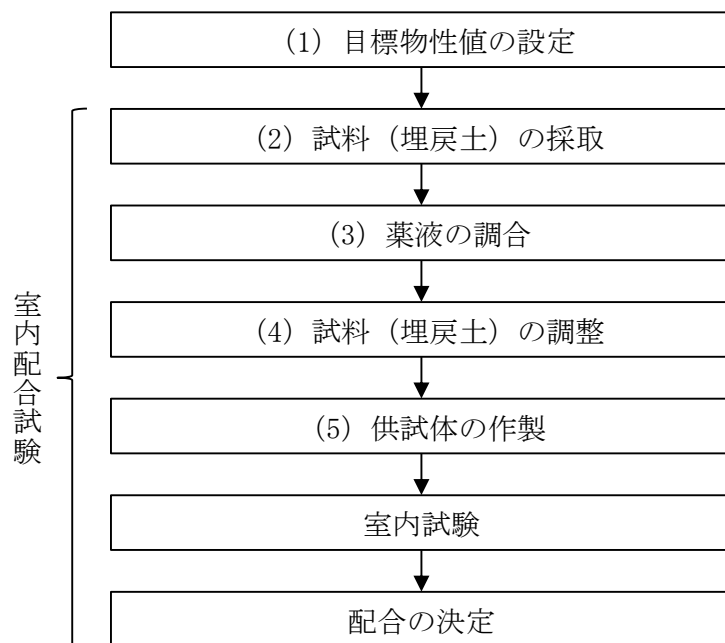 (1) 目標物性値の設定
(2) 試料（埋戻土）の採取
(3) 薬液の調合
(4) 試料（埋戻土）の調整
(5) 供試体の作製
室内試験
配合の決定
室内配合試験